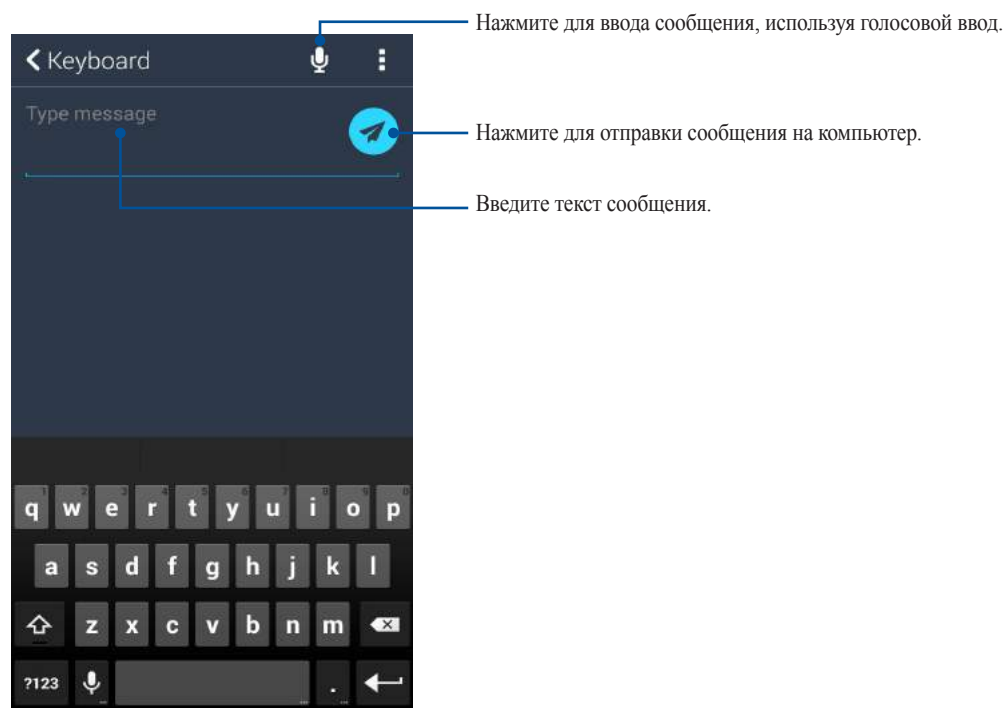 Нажмите для ввода сообщения, используя голосовой ввод.
Keyboard
Type message
Нажмите для отправки сообщения на компьютер.
Введите текст сообщения.
1 2 3 4 5 6 7 8 9 0
q w e r t y u i o p
a s d f g h j k l
z x c v b n m
?123 ... ... . ...